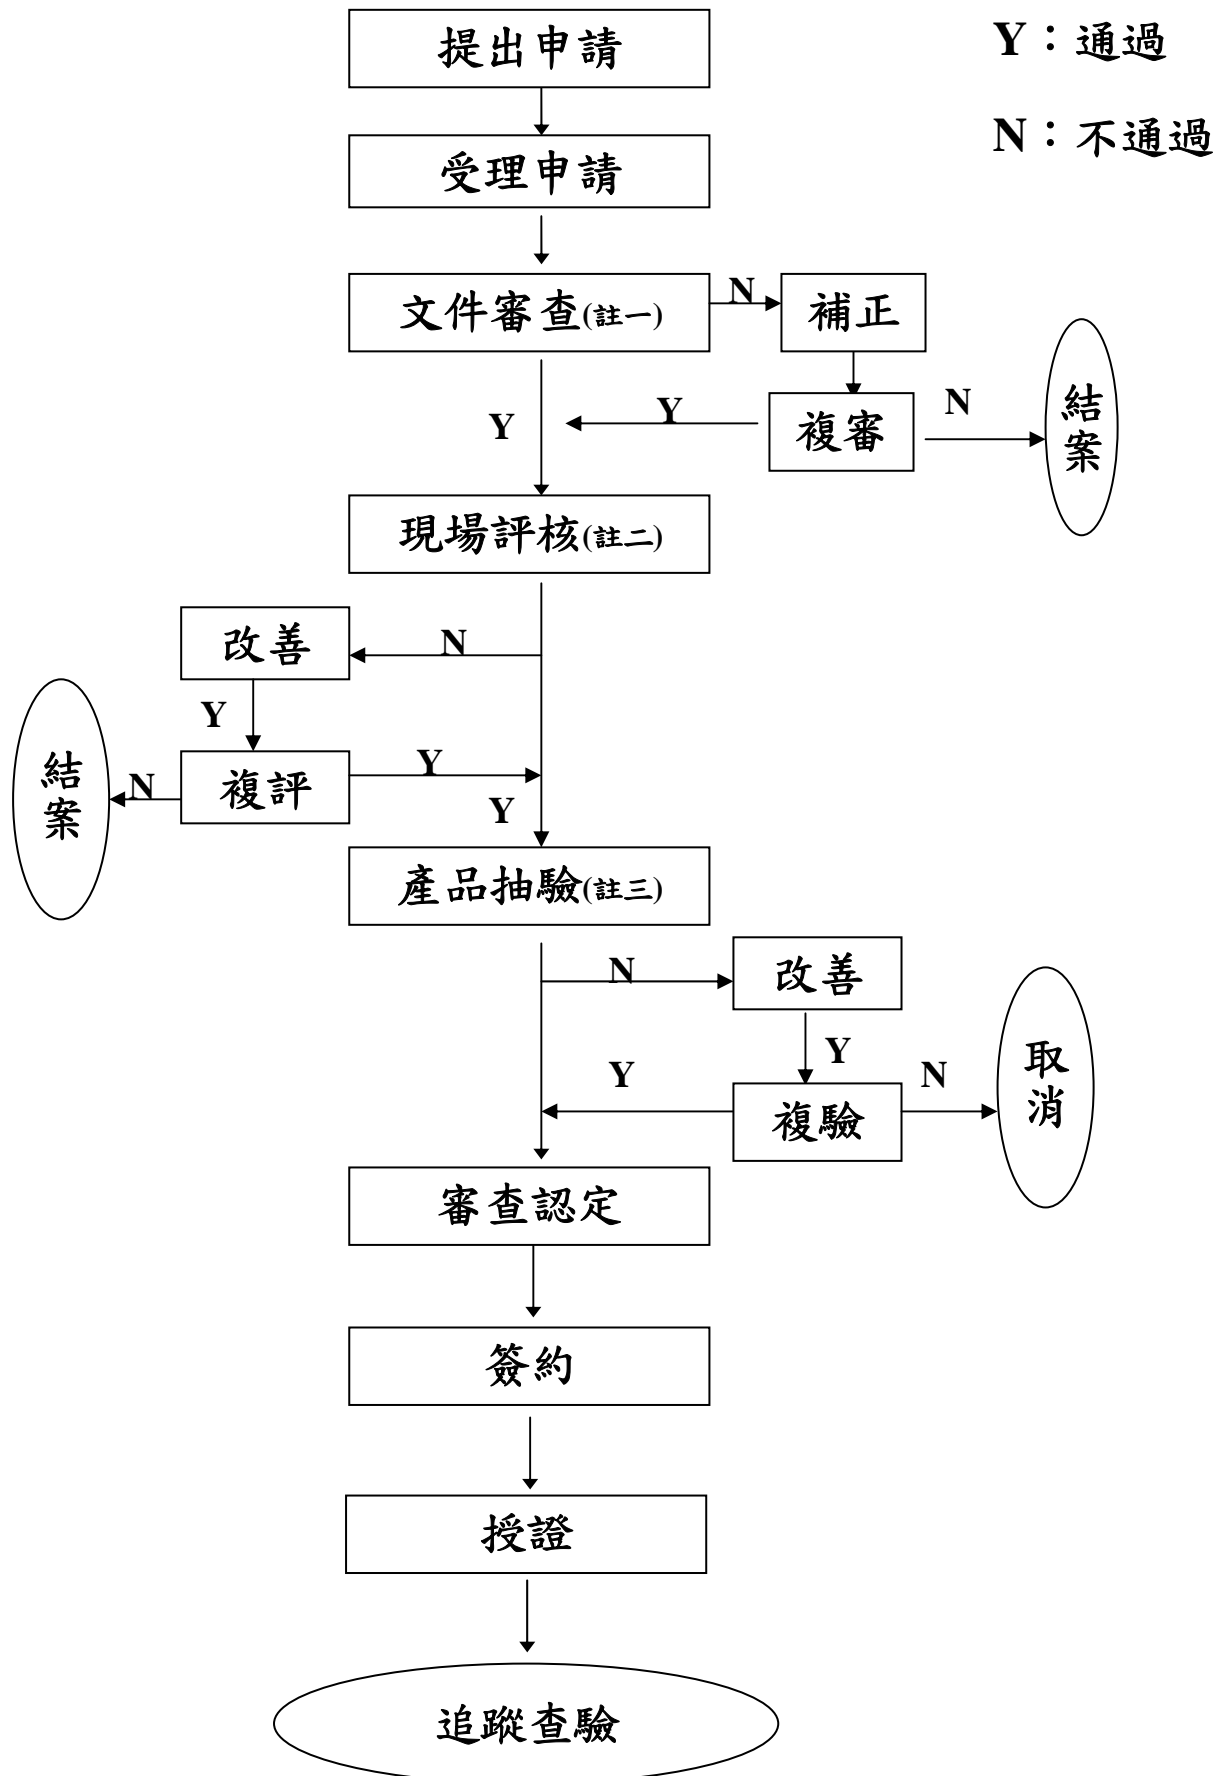 提出申請
Y：通過
N：不通過
受理申請
文件審查(註一)
N
補正
Y
Y
複審
N
結案
現場評核(註二)
改善
N
Y
結案
N
複評
Y
Y
產品抽驗(註三)
N
改善
Y
Y
N
取消
複驗
審查認定
簽約
授證
追蹤查驗